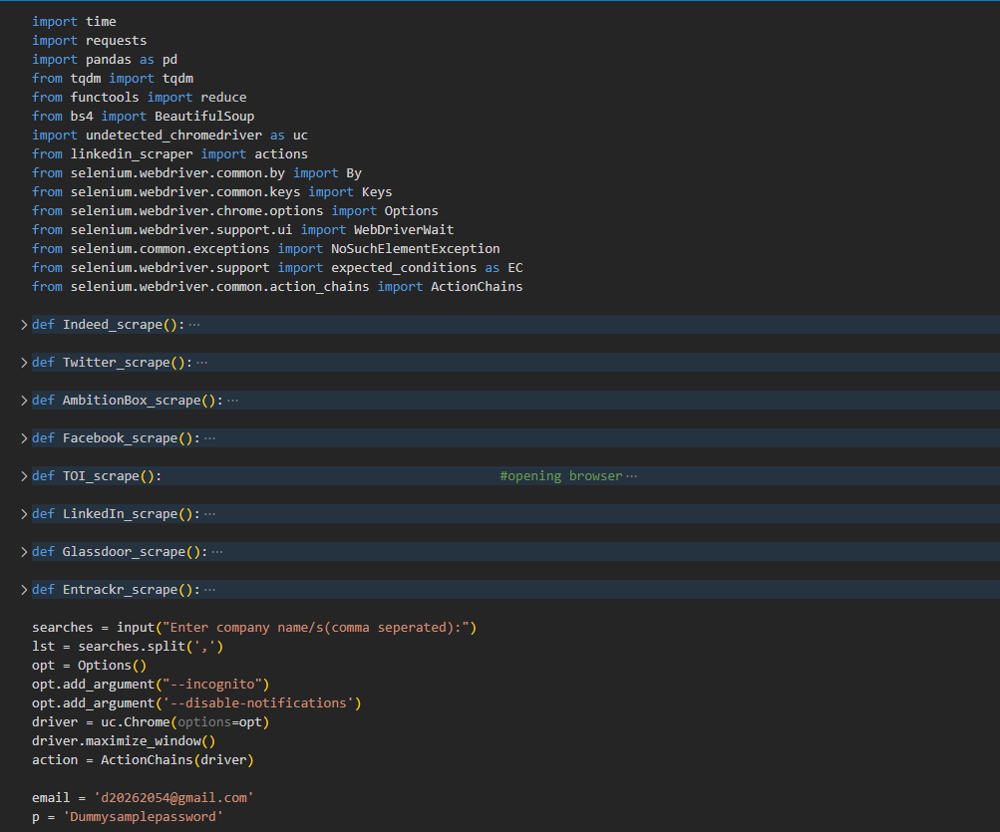 import time
import requests
import pandas as pd
from tqdm import tqdm
from functools import reduce
from bs4 import BeautifulSoup
import undetected_chromedriver as uc
from linkedin_scraper import actions
from selenium.webdriver.common.by import By
from selenium.webdriver.common.keys import Keys
from selenium.webdriver.chrome.options import Options
from selenium.webdriver.support.ui import WebDriverWait
from selenium.common.exceptions import NoSuchElementException
from selenium.webdriver.support import expected_conditions as EC
from selenium.webdriver.common.action_chains import ActionChains
def Indeed_scrape():···
def Twitter_scrape():···
def AmbitionBox_scrape():···
def Facebook_scrape():···
def TOI_scrape(): #opening browser···
def LinkedIn_scrape():···
def Glassdoor_scrape():···
def Entrackr_scrape():···
searches = input("Enter company name/s(comma seperated):")
lst = searches.split(',')
opt = Options()
opt.add_argument("--incognito")
opt.add_argument('--disable-notifications')
driver = uc.Chrome(options=opt)
driver.maximize_window()
action = ActionChains(driver)
email = 'd20262054@gmail.com'
p = 'Dummysamplepassword'